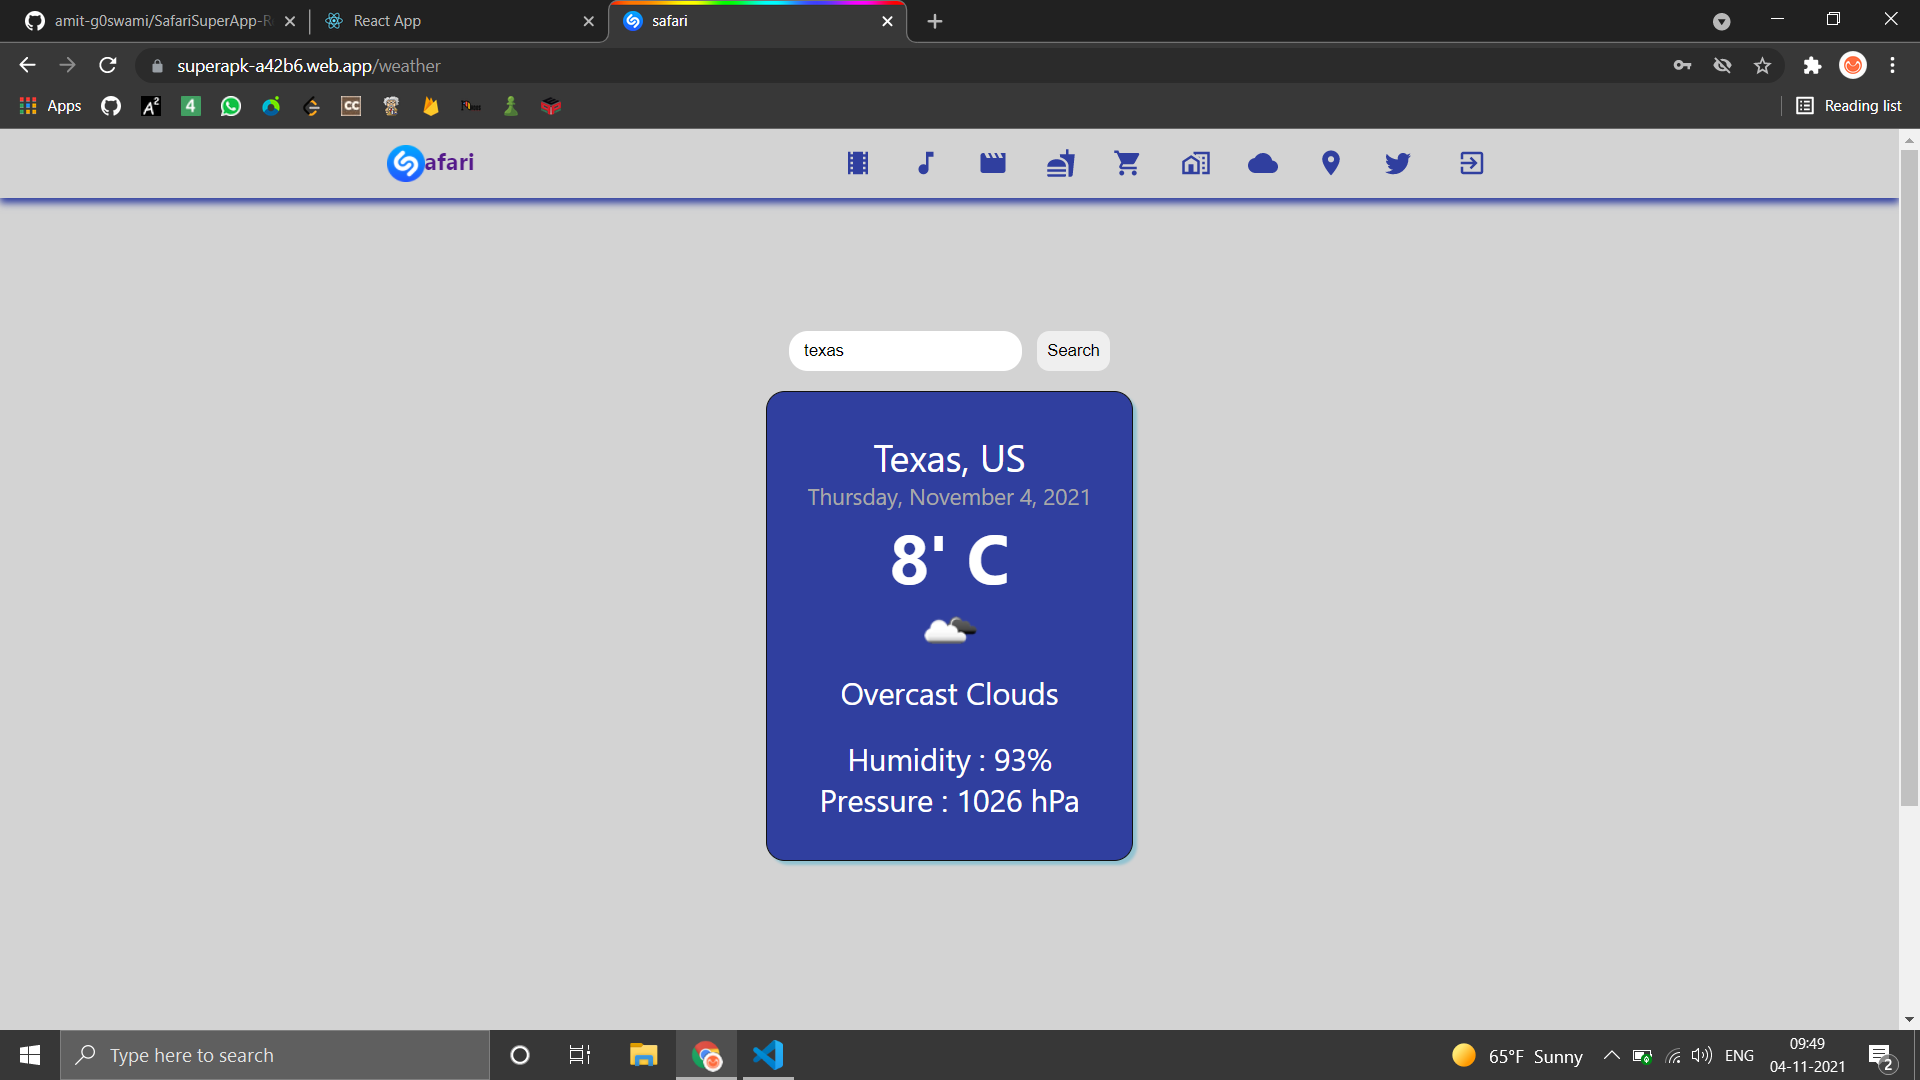 amit-g0swami/SafariSuperApp-R
React App
safari
superapk-a42b6.web.app/weather
Apps
A2
4
CC
Reading list
afari
texas
Search
Texas, US
Thursday, November 4, 2021
8' C
Overcast Clouds
Humidity : 93%
Pressure : 1026 hPa
Type here to search
65°F Sunny
ENG
09:49
04-11-2021
2